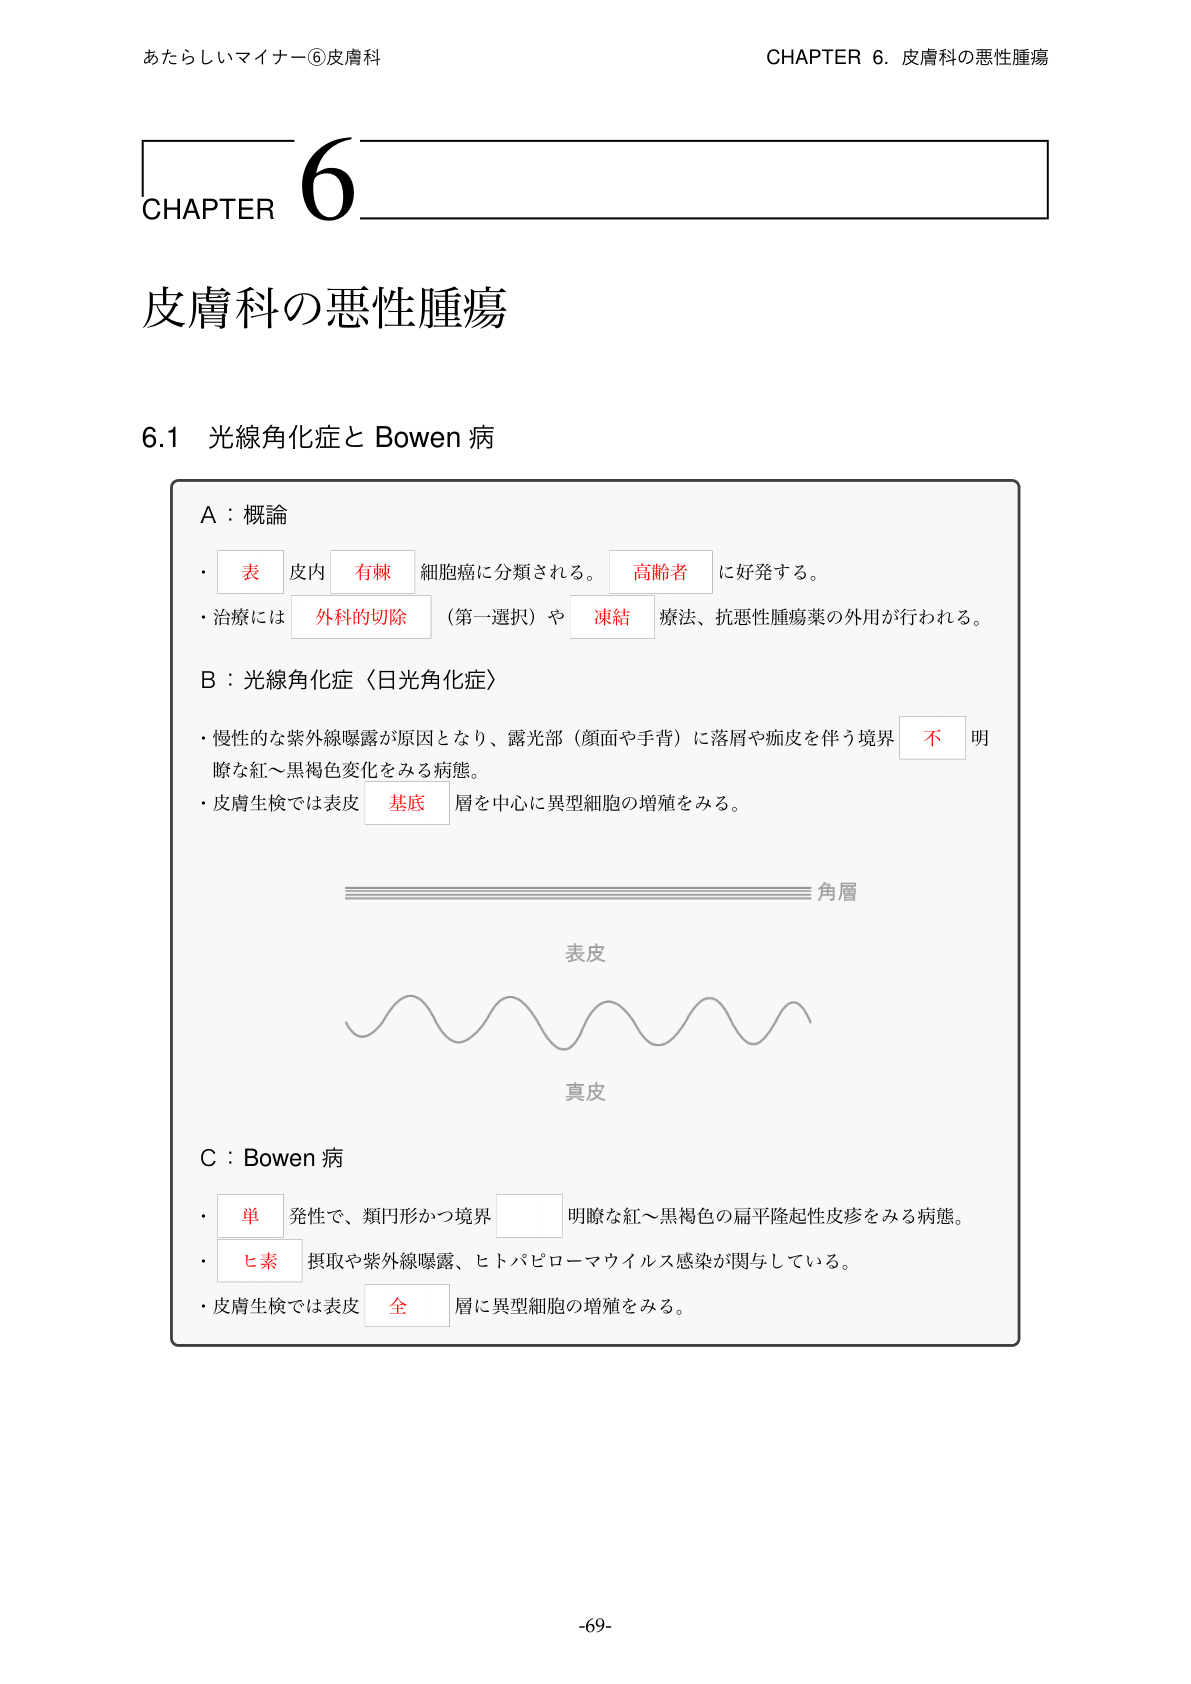 あたらしいマイナー⑥皮膚科
CHAPTER 6. 皮膚科の悪性腫瘍
CHAPTER 6
皮膚科の悪性腫瘍
6.1 光線角化症と Bowen 病
A：概論
・ 表 皮内 有棘 細胞癌に分類される。 高齢者 に好発する。
・治療には 外科的切除 （第一選択）や 凍結 療法、抗悪性腫瘍薬の外用が行われる。
B：光線角化症〈日光角化症〉
・慢性的な紫外線曝露が原因となり、露光部（顔面や手背）に落屑や痂皮を伴う境界 不 明
瞭な紅〜黒褐色変化をみる病態。
・皮膚生検では表皮 基底 層を中心に異型細胞の増殖をみる。
角層
表皮
真皮
C：Bowen 病
・ 単 発性で、類円形かつ境界 明瞭な紅〜黒褐色の扁平隆起性皮疹をみる病態。
・ ヒ素 摂取や紫外線曝露、ヒトパピローマウイルス感染が関与している。
・皮膚生検では表皮 全 層に異型細胞の増殖をみる。
-69-